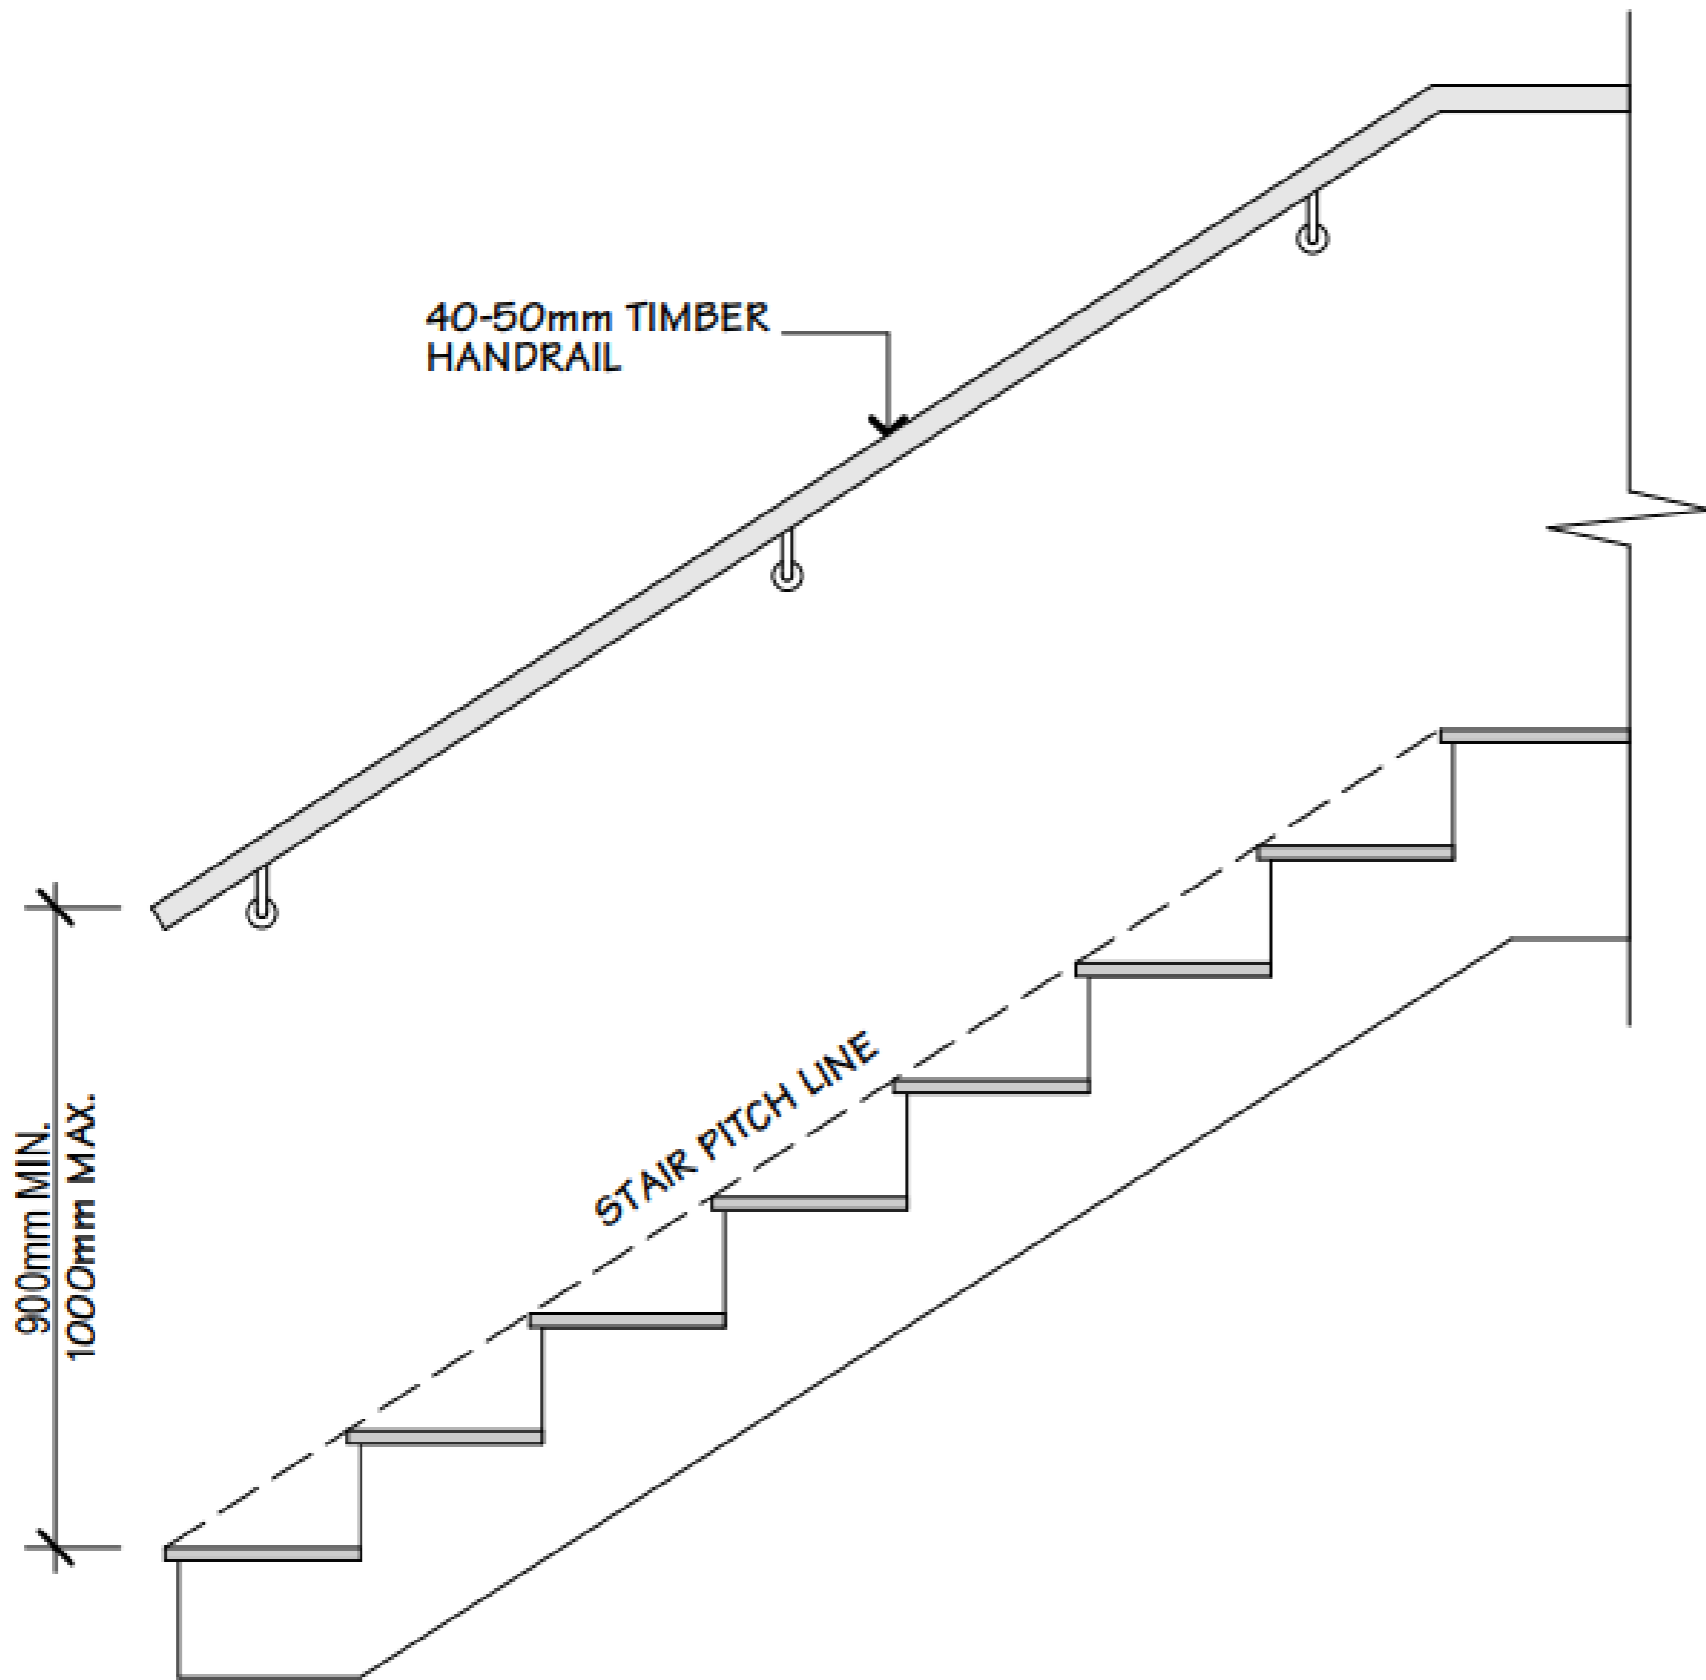 40-50mm TIMBER
HANDRAIL
STAIR PITCH LINE
900mm MIN.
1000mm MAX.